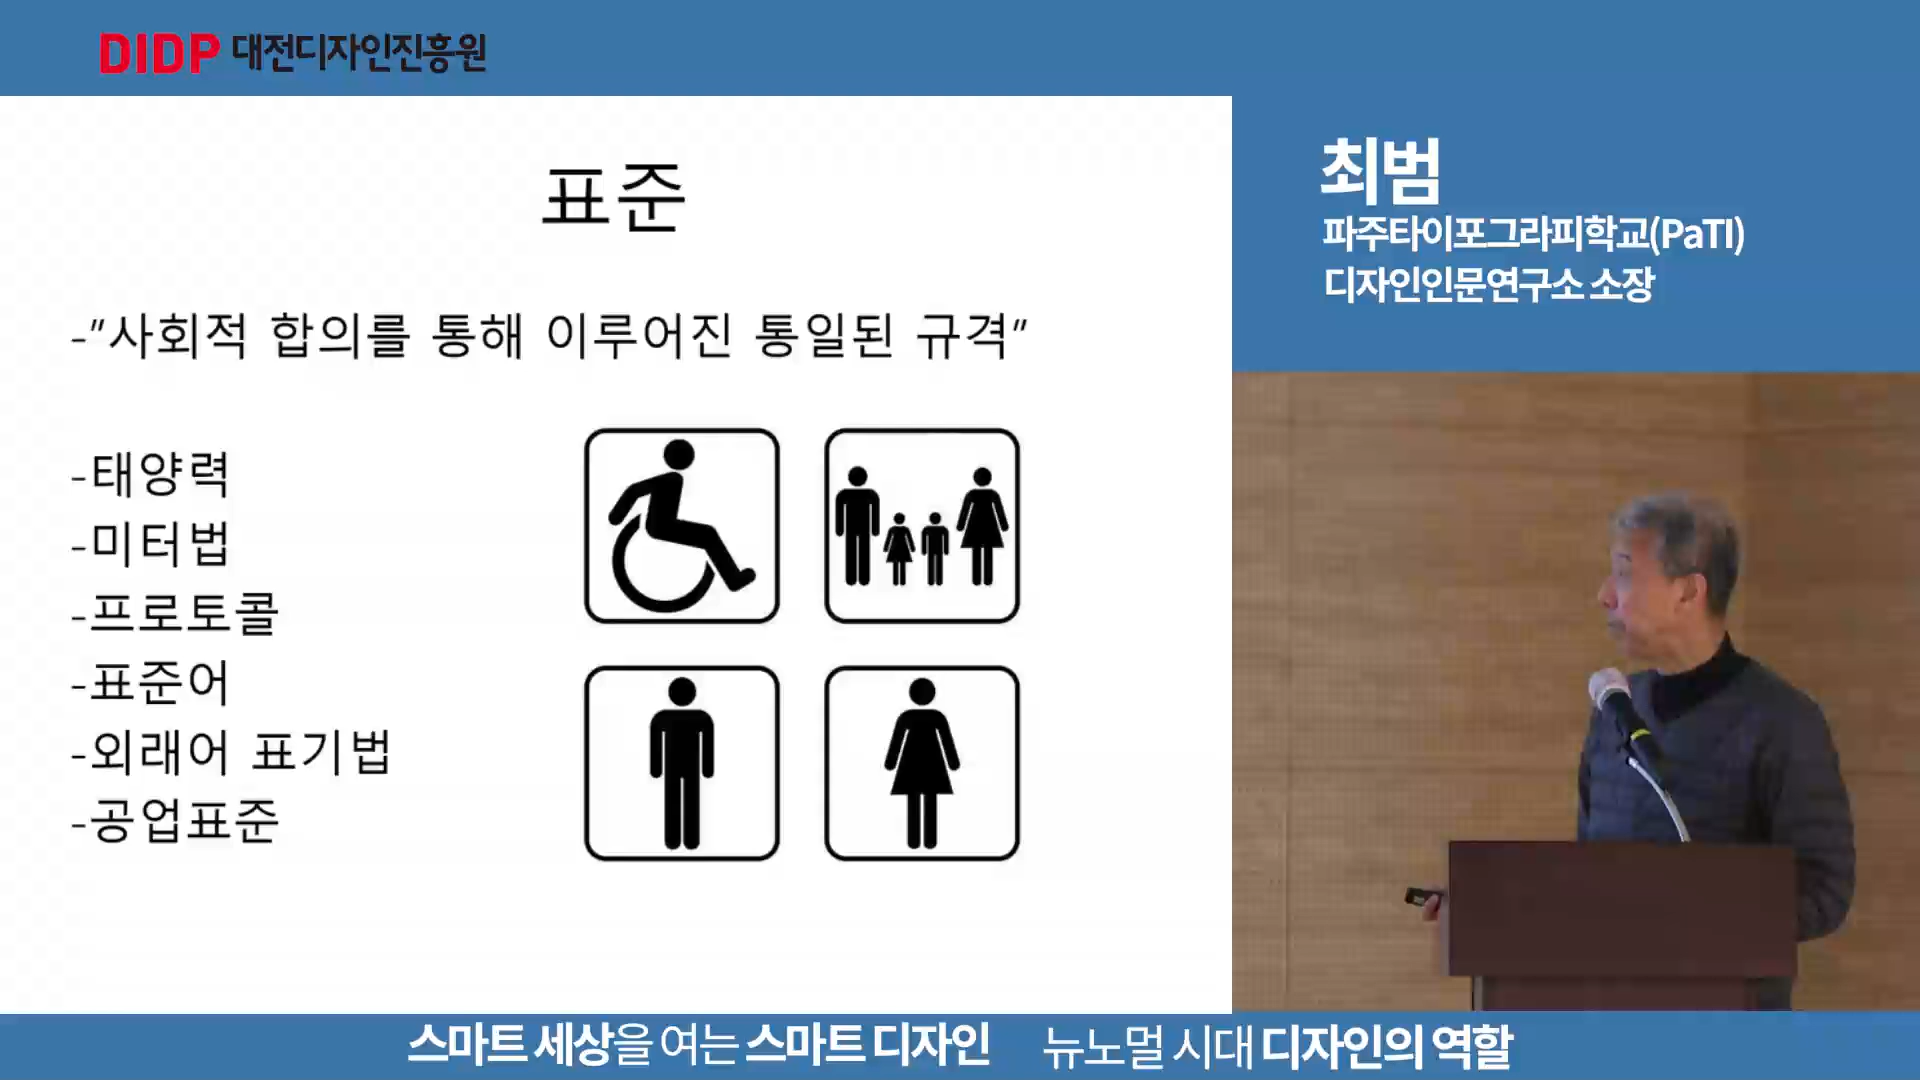 DIDP 대전디자인진흥원
표준
-"사회적 합의를 통해 이루어진 통일된 규격"
-태양력
-미터법
-프로토콜
-표준어
-외래어 표기법
-공업표준
최범
파주타이포그라피학교(PaTI)
디자인인문연구소 소장
스마트 세상을 여는 스마트 디자인 뉴노멀 시대 디자인의 역할